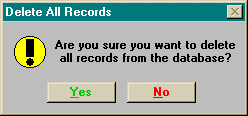 Delete All Records
Are you sure you want to delete
all records from the database?
Yes No